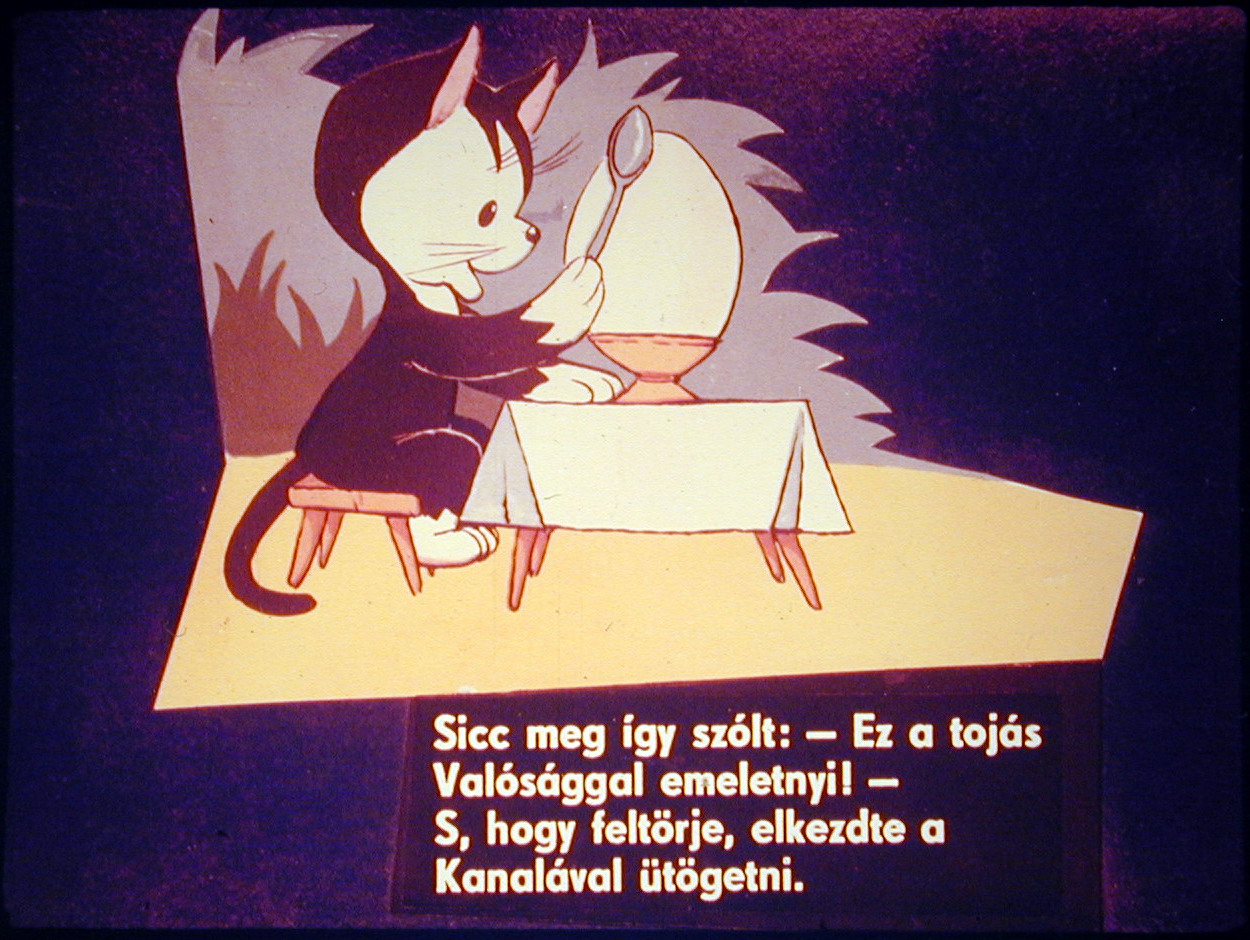 Sicc meg így szólt: — Ez a tojás
Valósággal emeletnyi! —
S, hogy feltörje, elkezdte a
Kanalával ütögetni.